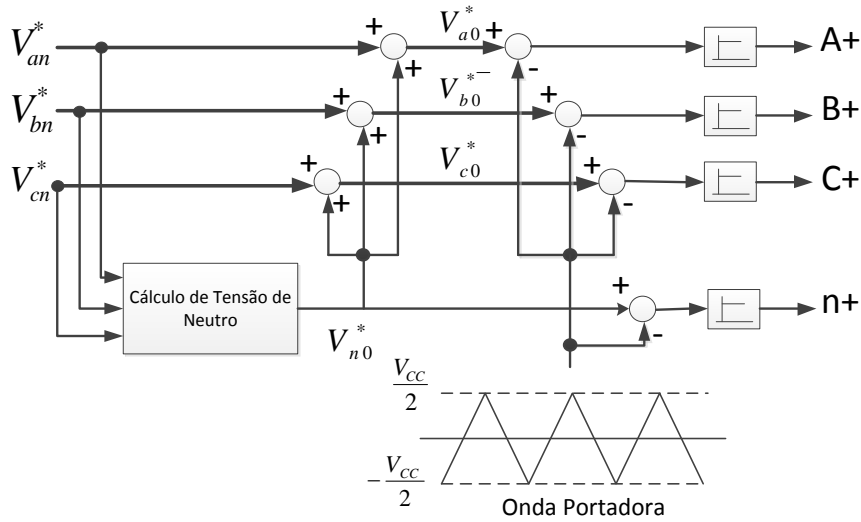 V*an
V*a0
A+
V*bn
V*⁻b0
B+
V*cn
V*c0
C+
Cálculo de Tensão de
Neutro
V*n0
n+
VCC/2
-VCC/2
Onda Portadora
+ + + + + +
+ - + - + -
+ -